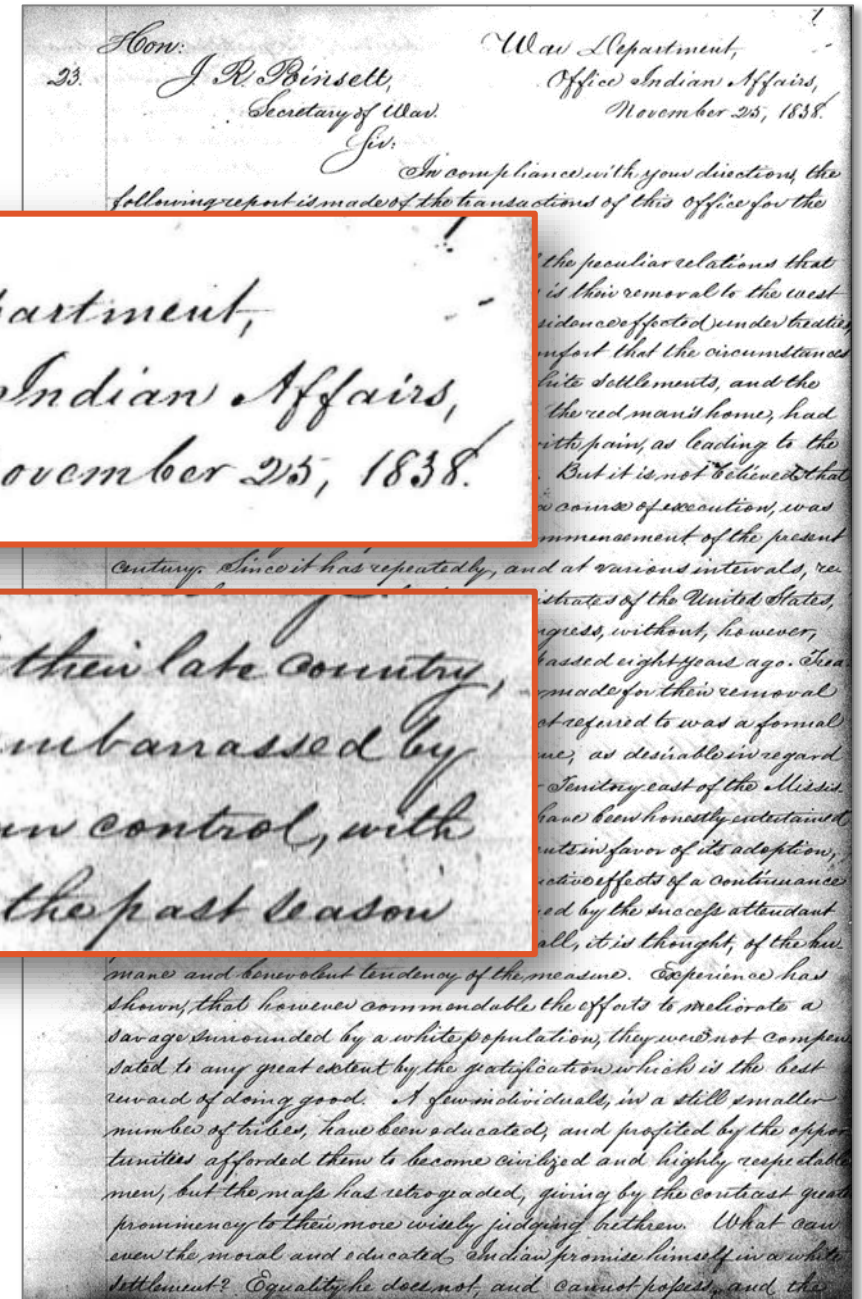 Hon:
War Department,
23.
J. R. Poinsett,
Office Indian Affairs,
Secretary of War.
November 25, 1838.
Sir:
In compliance with your directions, the
following report is made of the transactions of this Office for the
the peculiar relations that
is their removal to the west
sidence effected under treaties,
mfort that the circumstances
hite settlements, and the
the red man's home, had
ith pain, as leading to the
. But it is not believed that
a course of execution, was
mmencement of the present
century. Since it has repeatedly, and at various intervals, re
istrates of the United States,
ngress, without, however,
passed eight years ago. Trea
made for their removal
ct referred to was a formal
ue, as desirable in regard
Territory east of the Missis
have been honestly entertained
ents in favor of its adoption,
uctive effects of a continuance
ed by the success attendant
all, it is thought, of the hu-
mane and benevolent tendency of the measure. Experience has
shown, that however commendable the efforts to meliorate a
savage surrounded by a white population, they were not compen
sated to any great extent by the gratification which is the best
reward of doing good. A few individuals, in a still smaller
number of tribes, have been educated, and profited by the oppor
tunities afforded them to become civilized and highly respectable
men, but the mass has retrograded, giving by the contrast great
prominency to their more wisely judging brethren. What can
even the moral and educated Indian promise himself in a white
settlement? Equality he does not and cannot possess, and the
partment,
Indian Affairs,
ovember 25, 1838.
their late country,
mbarrassed by
wn control, with
the past season